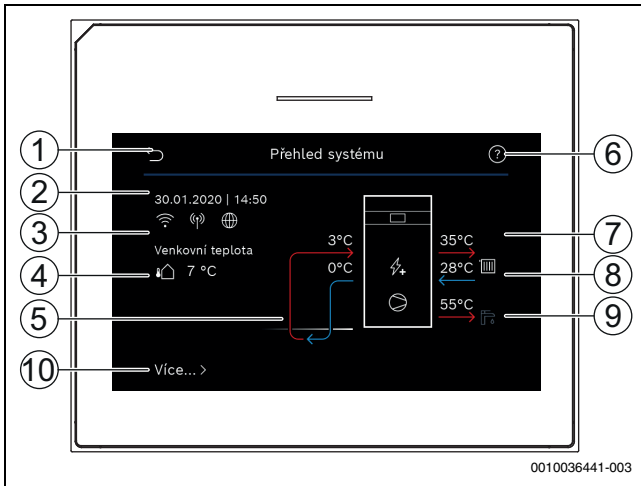 1
Přehled systému
?
6
2
30.01.2020 | 14:50
3
Venkovní teplota
4
7 °C
3°C
0°C
35°C
28°C
55°C
7
8
9
5
10
Více... >
0010036441-003